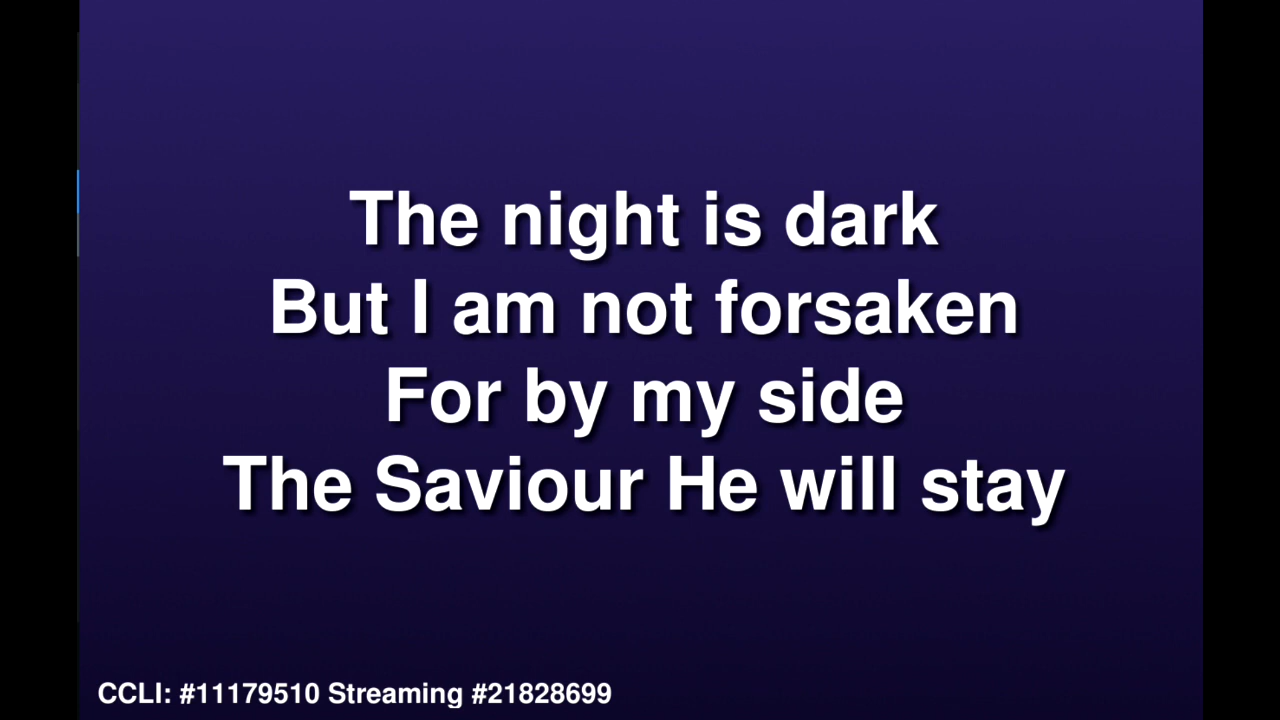 The night is dark
But I am not forsaken
For by my side
The Saviour He will stay
CCLI: #11179510 Streaming #21828699